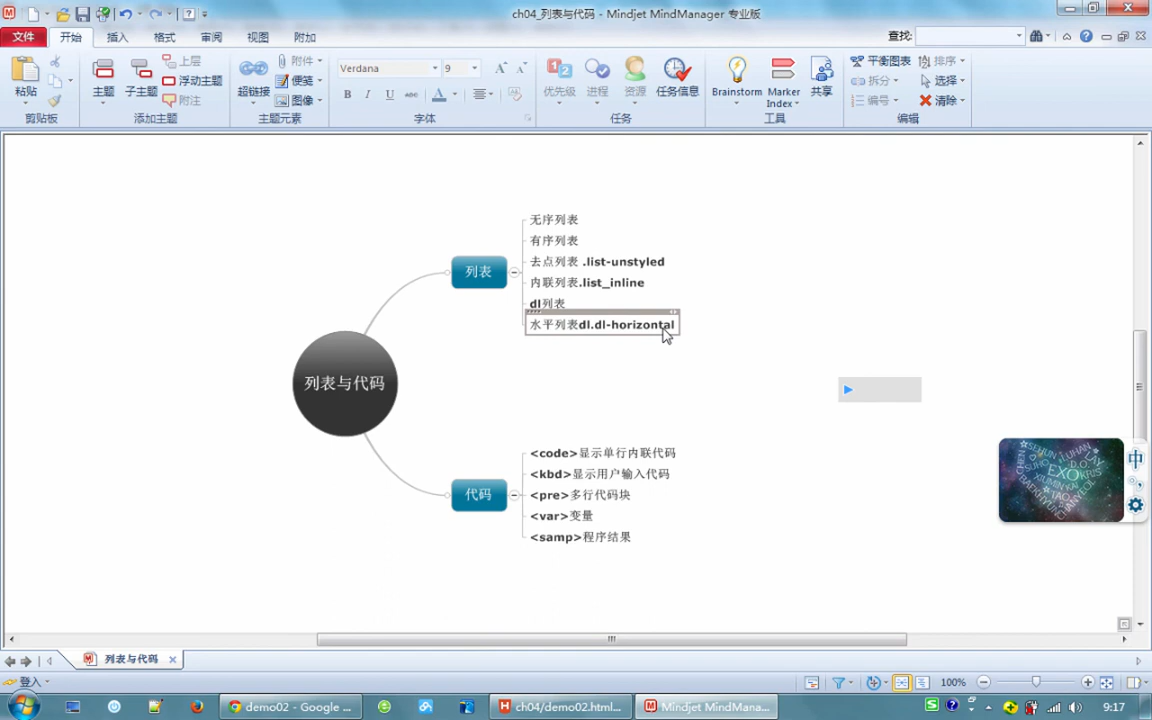 ch04_列表与代码 - Mindjet MindManager 专业版
文件 开始 插入 格式 审阅 视图 附加 查找:
粘贴
剪贴板
主题 子主题 上层 浮动主题 附注
添加主题
超链接 附件 便笺 图像
主题元素
Verdana 9
B I U abc A
字体
优先级 进程 资源 任务信息
任务
Brainstorm Marker Index 共享
工具
平衡图表 排序
拆分 选择
编号 清除
编辑
列表与代码
列表
无序列表
有序列表
去点列表 .list-unstyled
内联列表.list_inline
dl列表
水平列表dl.dl-horizontal
代码
<code>显示单行内联代码
<kbd>显示用户输入代码
<pre>多行代码块
<var>变量
<samp>程序结果
中
列表与代码
登入 100%
demo02 - Google ... ch04/demo02.html... Mindjet MindMana... 9:17